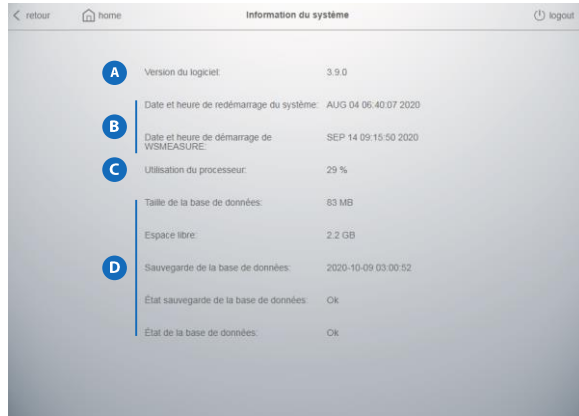 retour home Information du système logout
A Version du logiciel: 3.9.0
Date et heure de redémarrage du système: AUG 04 06:40:07 2020
B
Date et heure de démarrage de WSMEASURE: SEP 14 09:15:50 2020
C Utilisation du processeur: 29 %
Taille de la base de données: 83 MB
Espace libre: 2.2 GB
D Sauvegarde de la base de données: 2020-10-09 03:00:52
État sauvegarde de la base de données: Ok
État de la base de données: Ok